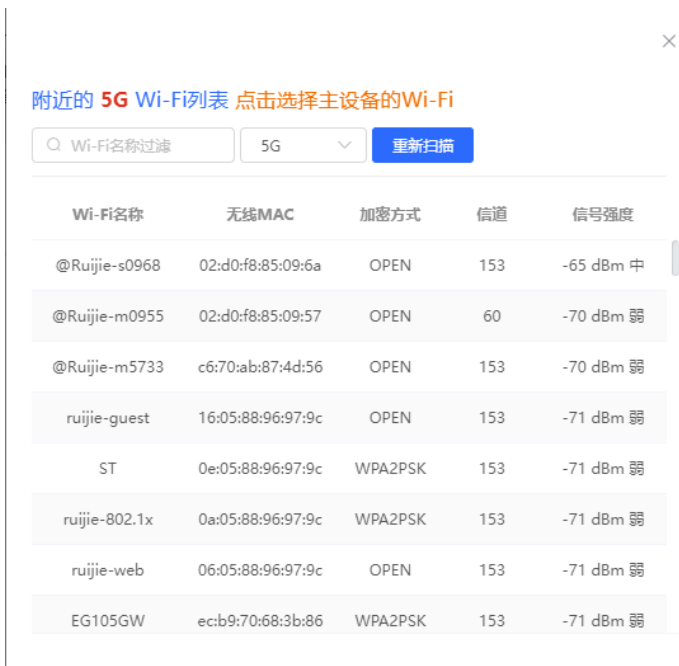 附近的 5G Wi-Fi列表 点击选择主设备的Wi-Fi
Wi-Fi名称过滤 5G 重新扫描
Wi-Fi名称 无线MAC 加密方式 信道 信号强度
@Ruijie-s0968 02:d0:f8:85:09:6a OPEN 153 -65 dBm 中
@Ruijie-m0955 02:d0:f8:85:09:57 OPEN 60 -70 dBm 弱
@Ruijie-m5733 c6:70:ab:87:4d:56 OPEN 153 -70 dBm 弱
ruijie-guest 16:05:88:96:97:9c OPEN 153 -71 dBm 弱
ST 0e:05:88:96:97:9c WPA2PSK 153 -71 dBm 弱
ruijie-802.1x 0a:05:88:96:97:9c WPA2PSK 153 -71 dBm 弱
ruijie-web 06:05:88:96:97:9c OPEN 153 -71 dBm 弱
EG105GW ec:b9:70:68:3b:86 WPA2PSK 153 -71 dBm 弱